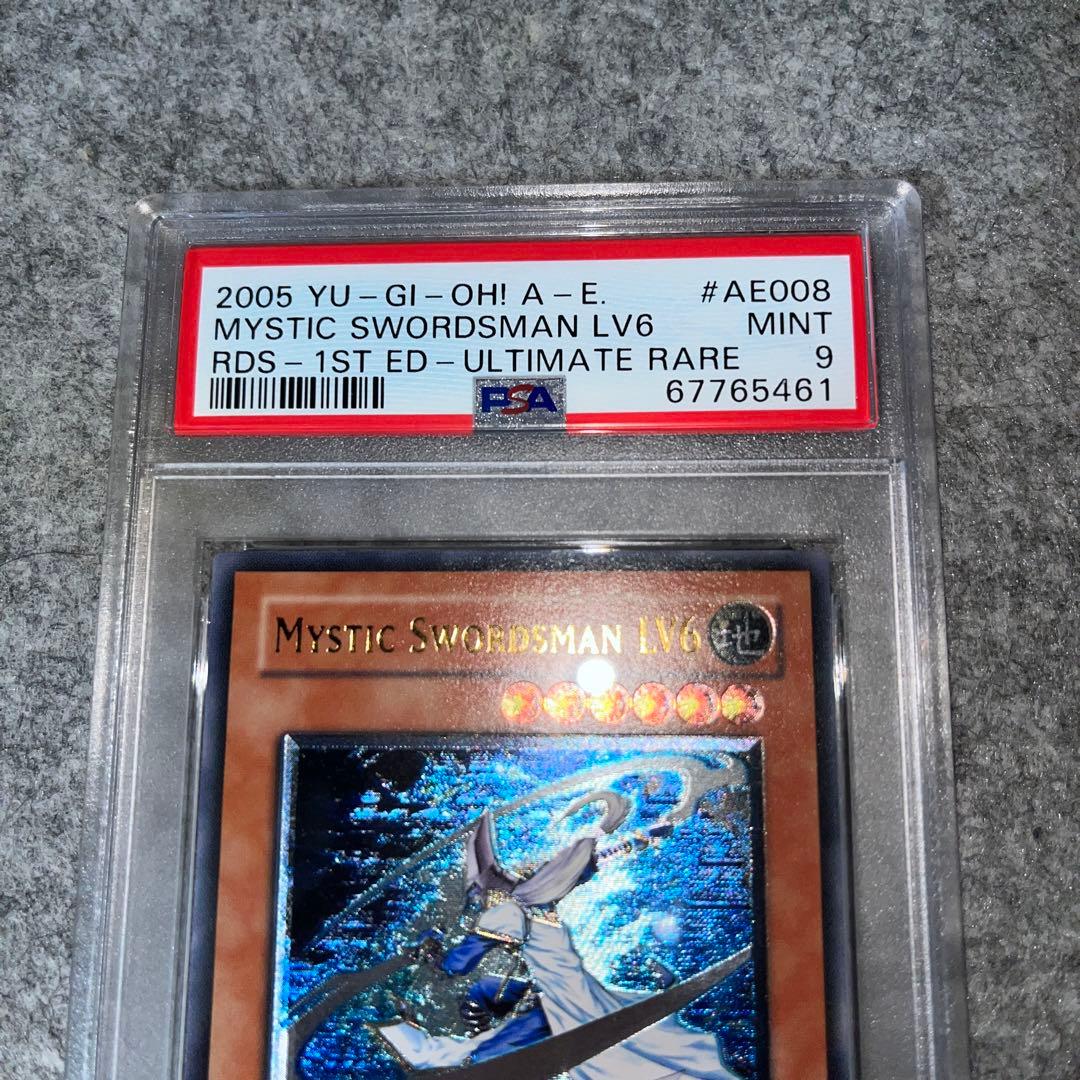 2005 YU-GI-OH! A-E. #AE008
MYSTIC SWORDSMAN LV6 MINT
RDS-1ST ED-ULTIMATE RARE 9
PSA 67765461
MYSTIC SWORDSMAN LV6 地